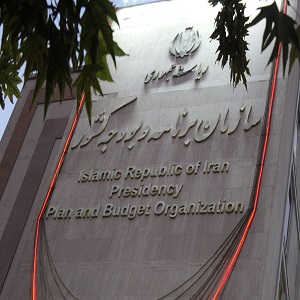 ریاست جمهوری
سازمان برنامه و بودجه کشور
Islamic Republic of Iran
Presidency
Plan and Budget Organization